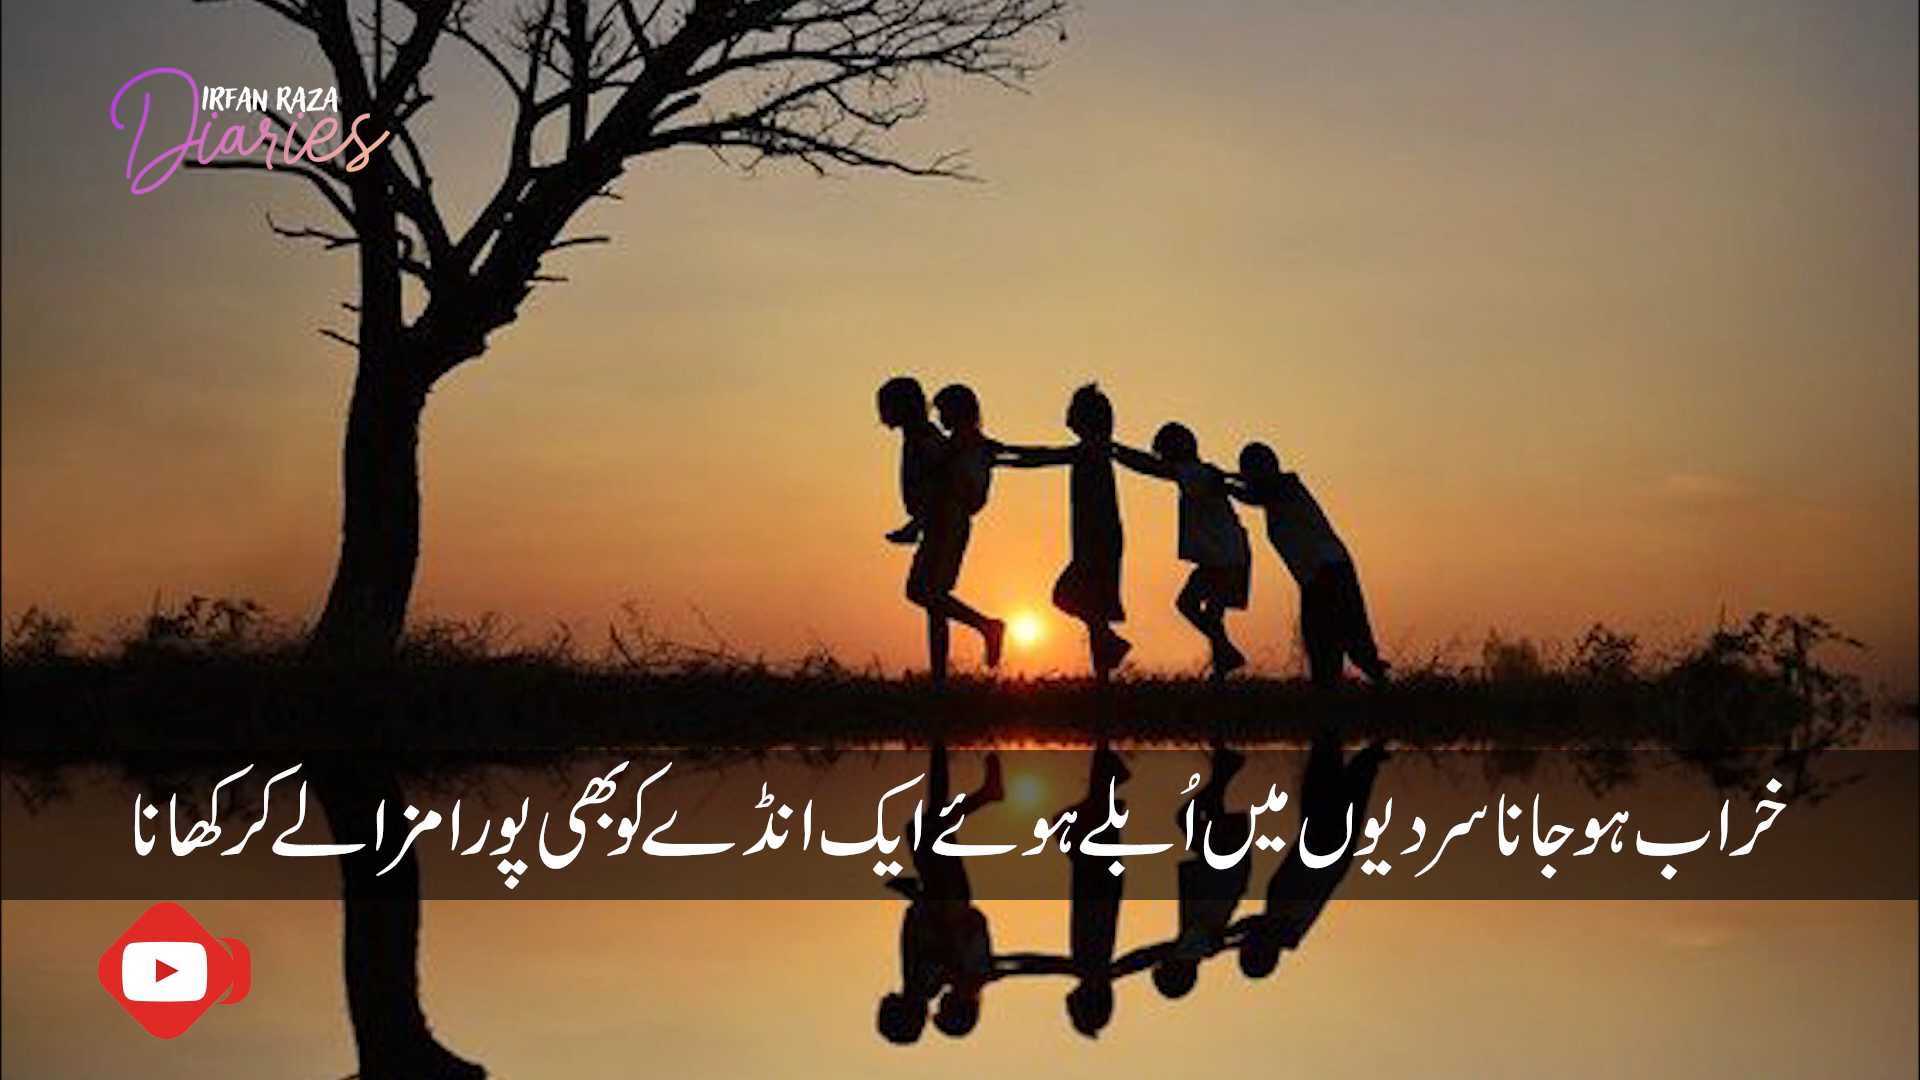 IRFAN RAZA
Diaries
خراب ہو جانا سردیوں میں اُبلے ہوئے ایک انڈے کو بھی پورا مزا لے کر کھانا